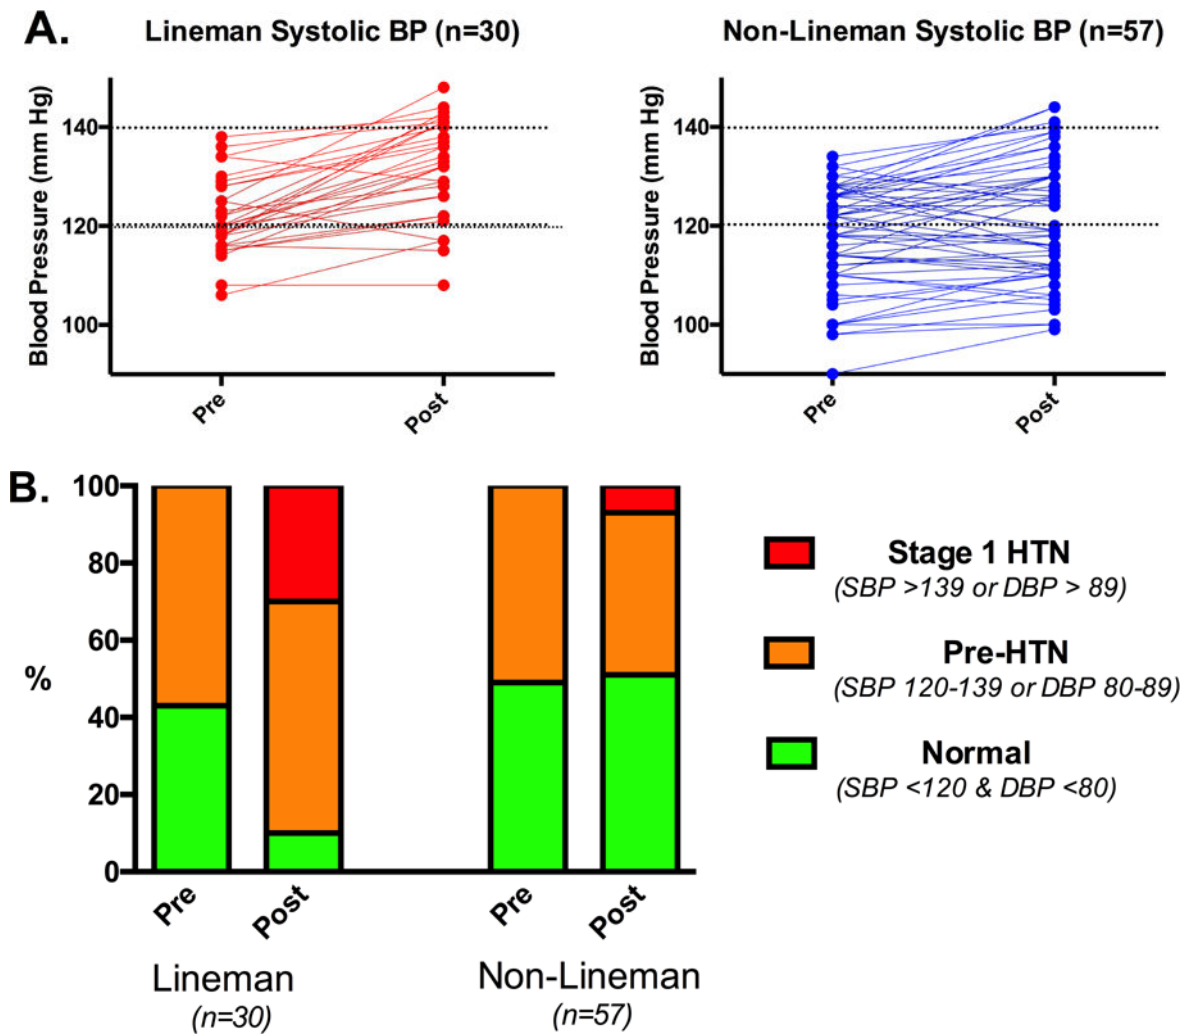 A.
Lineman Systolic BP (n=30)
Blood Pressure (mm Hg)
140
120
100
Pre
Post
Non-Lineman Systolic BP (n=57)
Blood Pressure (mm Hg)
140
120
100
Pre
Post
B.
%
100
80
60
40
20
0
Pre
Post
Pre
Post
Lineman
(n=30)
Non-Lineman
(n=57)
Stage 1 HTN
(SBP >139 or DBP > 89)
Pre-HTN
(SBP 120-139 or DBP 80-89)
Normal
(SBP <120 & DBP <80)